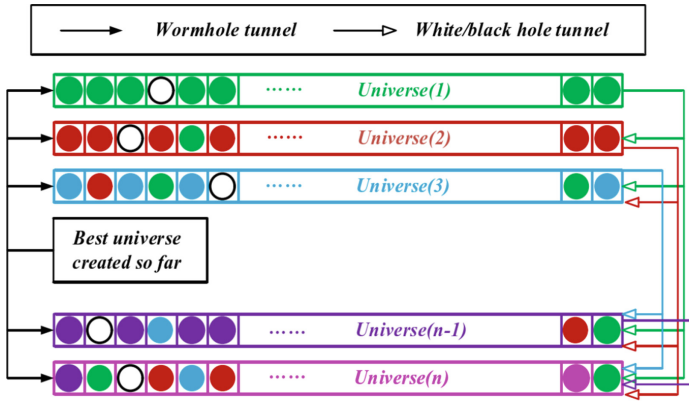 Wormhole tunnel
White/black hole tunnel
...... Universe(1)
...... Universe(2)
...... Universe(3)
Best universe
created so far
...... Universe(n-1)
...... Universe(n)